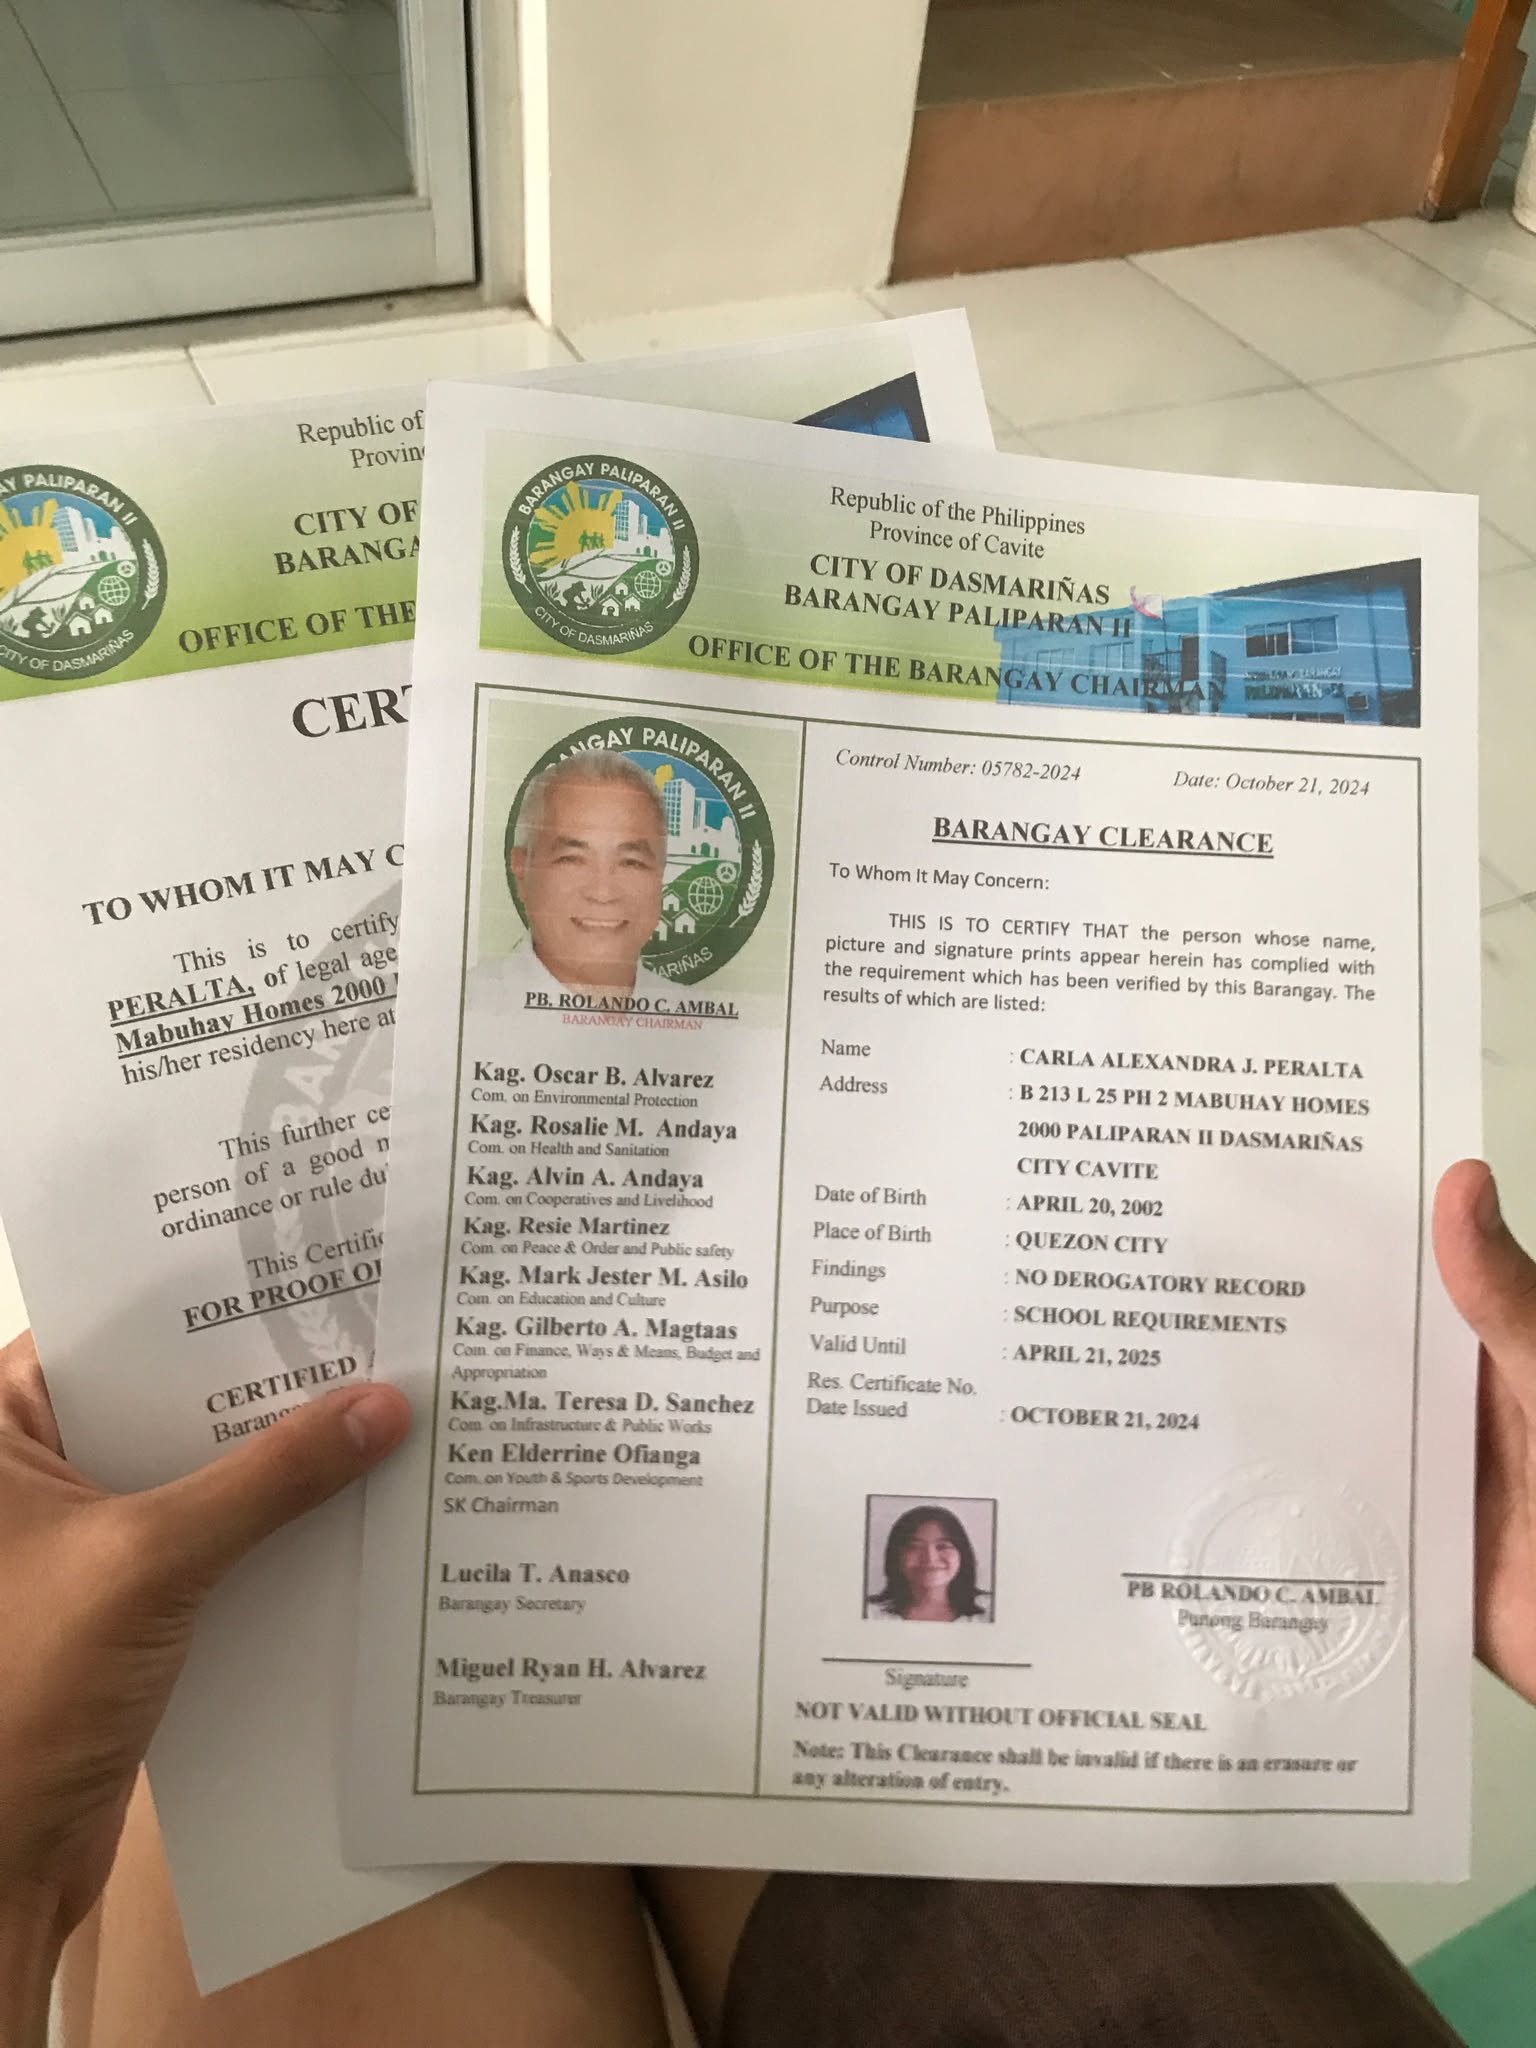 Republic of
Provin
CITY OF
BARANGA
OFFICE OF THE
AY PALIPARAN II
CITY OF DASMARIÑAS
CERT
TO WHOM IT MAY C
This is to certify
PERALTA, of legal age
Mabuhay Homes 2000
his/her residency here at
This further ce
person of a good m
ordinance or rule du
This Certific
FOR PROOF OF
CERTIFIED
Barang
BARANGAY PALIPARAN II
CITY OF DASMARIÑAS
Republic of the Philippines
Province of Cavite
CITY OF DASMARIÑAS
BARANGAY PALIPARAN II
OFFICE OF THE BARANGAY CHAIRMAN
NGAY PALIPARAN II
MARIÑAS
PB. ROLANDO C. AMBAL
BARANGAY CHAIRMAN
Kag. Oscar B. Alvarez
Com. on Environmental Protection
Kag. Rosalie M. Andaya
Com. on Health and Sanitation
Kag. Alvin A. Andaya
Com. on Cooperatives and Livelihood
Kag. Resie Martinez
Com. on Peace & Order and Public safety
Kag. Mark Jester M. Asilo
Com. on Education and Culture
Kag. Gilberto A. Magtaas
Com. on Finance, Ways & Means, Budget and
Appropriation
Kag.Ma. Teresa D. Sanchez
Com. on Infrastructure & Public Works
Ken Elderrine Ofianga
Com. on Youth & Sports Development
SK Chairman
Lucila T. Anasco
Barangay Secretary
Miguel Ryan H. Alvarez
Barangay Treasurer
Control Number: 05782-2024 Date: October 21, 2024
BARANGAY CLEARANCE
To Whom It May Concern:
THIS IS TO CERTIFY THAT the person whose name,
picture and signature prints appear herein has complied with
the requirement which has been verified by this Barangay. The
results of which are listed:
Name : CARLA ALEXANDRA J. PERALTA
Address : B 213 L 25 PH 2 MABUHAY HOMES
2000 PALIPARAN II DASMARIÑAS
CITY CAVITE
Date of Birth : APRIL 20, 2002
Place of Birth : QUEZON CITY
Findings : NO DEROGATORY RECORD
Purpose : SCHOOL REQUIREMENTS
Valid Until : APRIL 21, 2025
Res. Certificate No.
Date Issued : OCTOBER 21, 2024
PB ROLANDO C. AMBAL
Punong Barangay
Signature
NOT VALID WITHOUT OFFICIAL SEAL
Note: This Clearance shall be invalid if there is an erasure or
any alteration of entry.